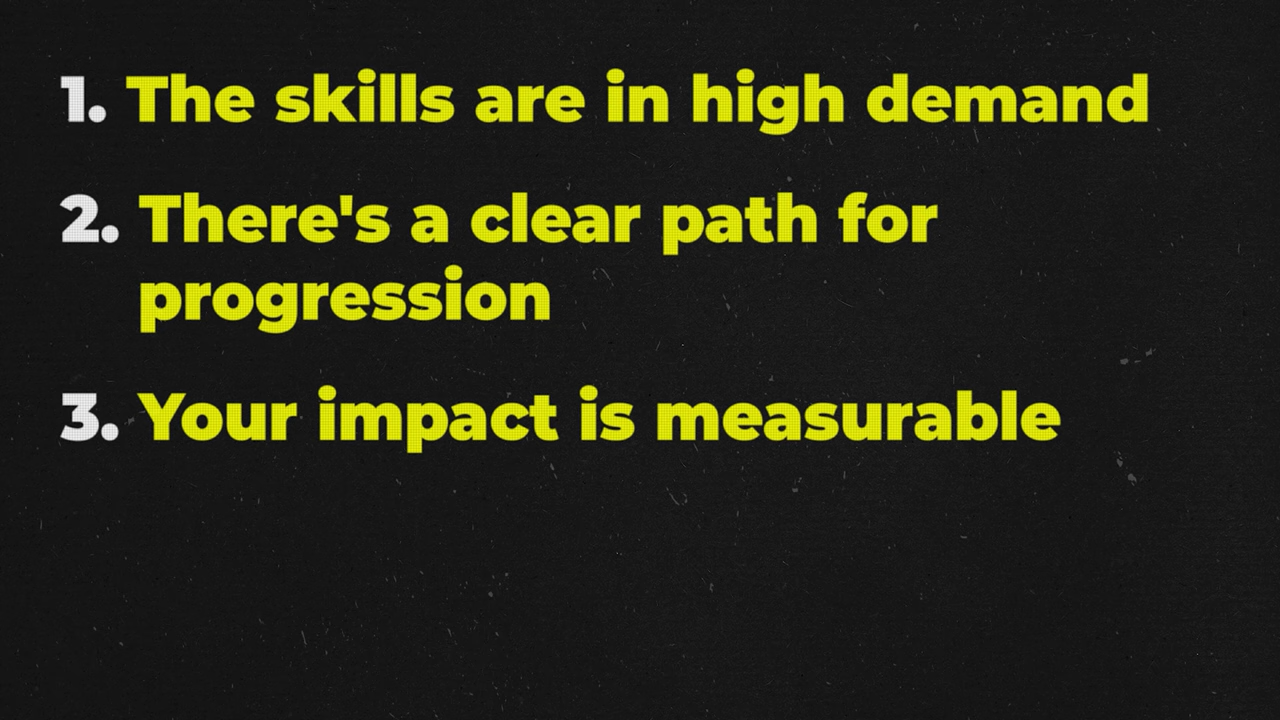 1. The skills are in high demand
2. There's a clear path for
progression
3. Your impact is measurable